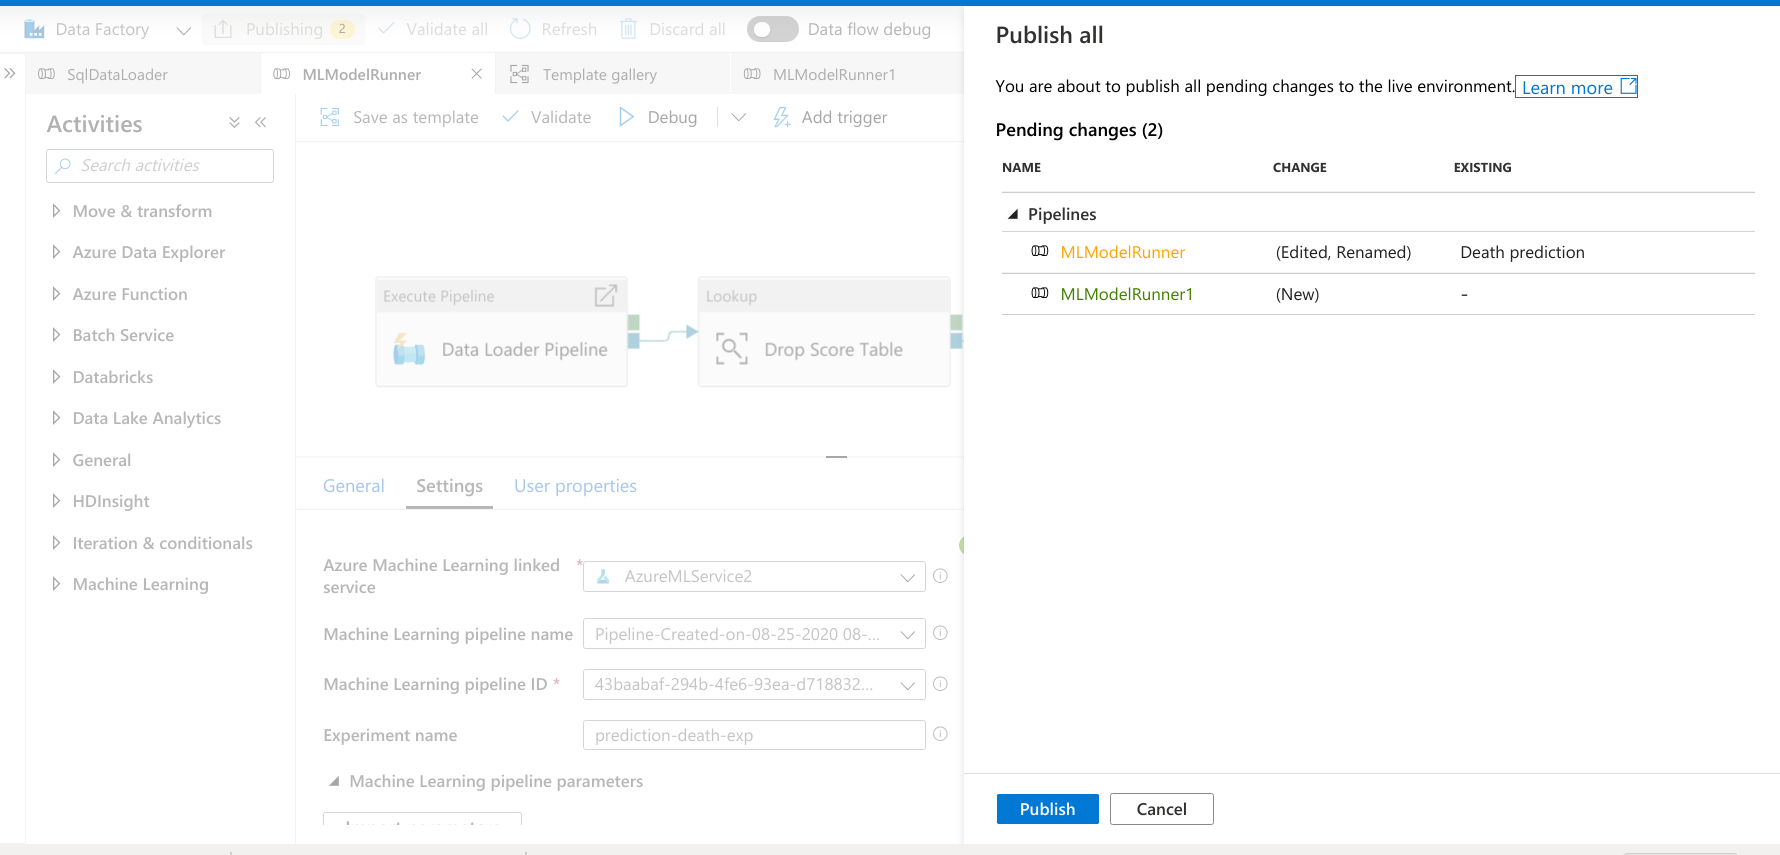 Data Factory
Publishing 2
Validate all
Refresh
Discard all
Data flow debug
SqlDataLoader
MLModelRunner
Template gallery
MLModelRunner1
Activities
Search activities
Move & transform
Azure Data Explorer
Azure Function
Batch Service
Databricks
Data Lake Analytics
General
HDInsight
Iteration & conditionals
Machine Learning
Save as template
Validate
Debug
Add trigger
Execute Pipeline
Data Loader Pipeline
Lookup
Drop Score Table
General
Settings
User properties
Azure Machine Learning linked
service *
AzureMLService2
Machine Learning pipeline name
Pipeline-Created-on-08-25-2020 08-...
Machine Learning pipeline ID *
43baabaf-294b-4fe6-93ea-d718832...
Experiment name
prediction-death-exp
Machine Learning pipeline parameters
Publish all
You are about to publish all pending changes to the live environment. Learn more
Pending changes (2)
NAME CHANGE EXISTING
Pipelines
MLModelRunner (Edited, Renamed) Death prediction
MLModelRunner1 (New) -
Publish
Cancel